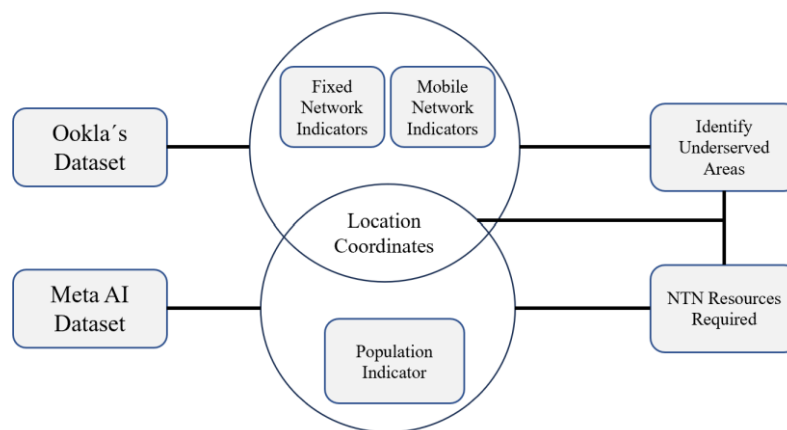 Ookla´s
Dataset
Fixed
Network
Indicators
Mobile
Network
Indicators
Identify
Underserved
Areas
Location
Coordinates
Meta AI
Dataset
Population
Indicator
NTN Resources
Required